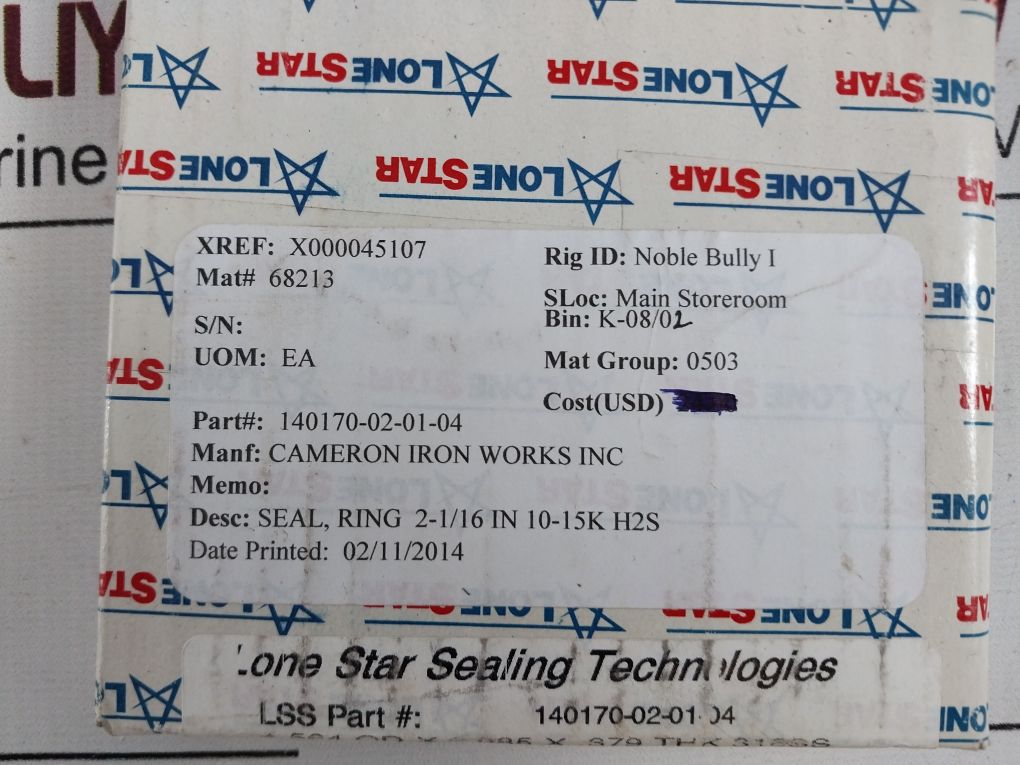 LIY
rine
LONE STAR LONE STAR LONE
LONE STAR LONE STAR LONE STAR
XREF: X000045107
Mat# 68213
S/N:
UOM: EA
Part#: 140170-02-01-04
Manf: CAMERON IRON WORKS INC
Memo:
Desc: SEAL, RING 2-1/16 IN 10-15K H2S
Date Printed: 02/11/2014
Rig ID: Noble Bully I
SLoc: Main Storeroom
Bin: K-08/02
Mat Group: 0503
Cost(USD)
Lone Star Sealing Technologies
LSS Part #: 140170-02-01-04